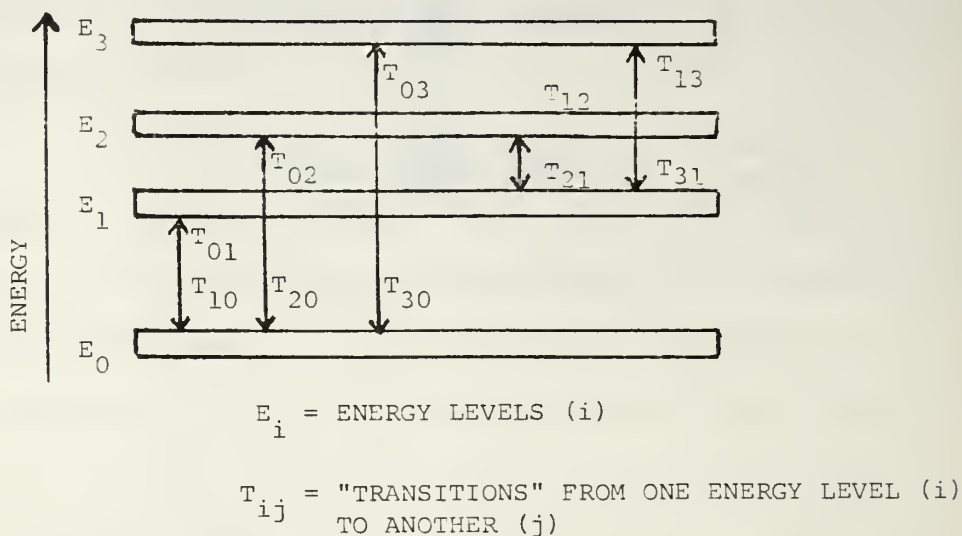 E3
T03
T13
T12
E2
T02
T21
T31
E1
T01
T10
T20
T30
E0
ENERGY
Ei = ENERGY LEVELS (i)
Tij = "TRANSITIONS" FROM ONE ENERGY LEVEL (i)
TO ANOTHER (j)